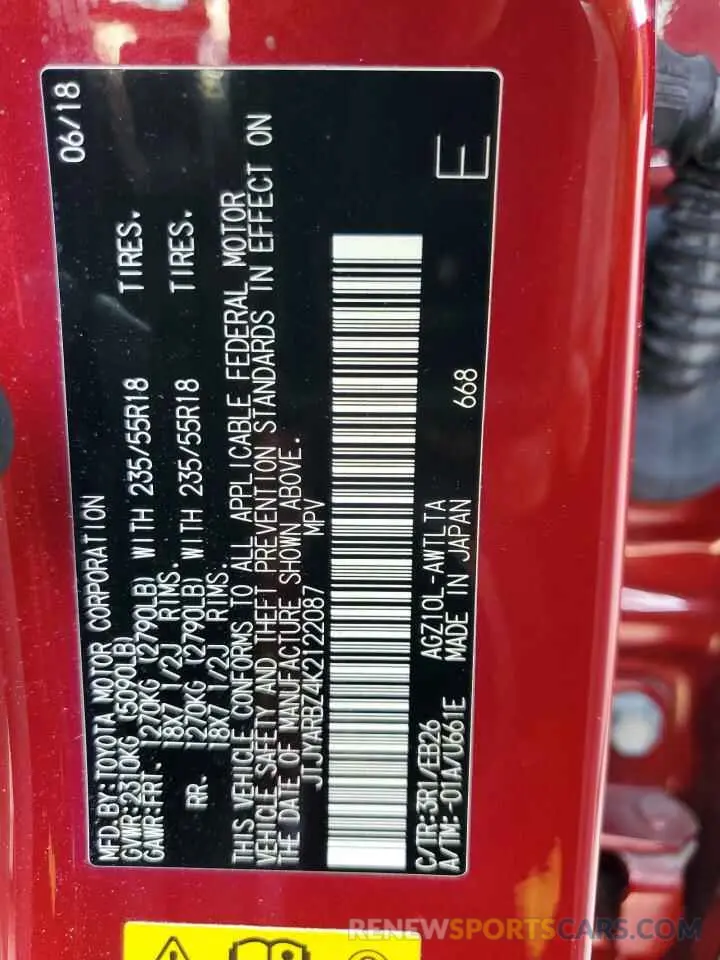 MFD. BY: TOYOTA MOTOR CORPORATION 06/18
GVWR: 2310KG (5090LB)
GAWR: FRT. 1270KG (2790LB) WITH 235/55R18 TIRES.
18X7 1/2J RIMS.
RR. 1270KG (2790LB) WITH 235/55R18 TIRES.
18X7 1/2J RIMS.
THIS VEHICLE CONFORMS TO ALL APPLICABLE FEDERAL MOTOR
VEHICLE SAFETY AND THEFT PREVENTION STANDARDS IN EFFECT ON
THE DATE OF MANUFACTURE SHOWN ABOVE.
JTJYARBZ4K2122087 MPV
C/TR: 3R1/EB26 AGZ10L-AWTLTA 668 E
A/TM: -01A/U661E MADE IN JAPAN
RENEWSPORTSCARS.COM